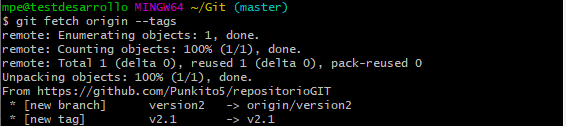 mpe@testdesarrollo MINGW64 ~/Git (master)
$ git fetch origin --tags
remote: Enumerating objects: 1, done.
remote: Counting objects: 100% (1/1), done.
remote: Total 1 (delta 0), reused 1 (delta 0), pack-reused 0
Unpacking objects: 100% (1/1), done.
From https://github.com/Punkito5/repositorioGIT
 * [new branch]      version2   -> origin/version2
 * [new tag]         v2.1       -> v2.1